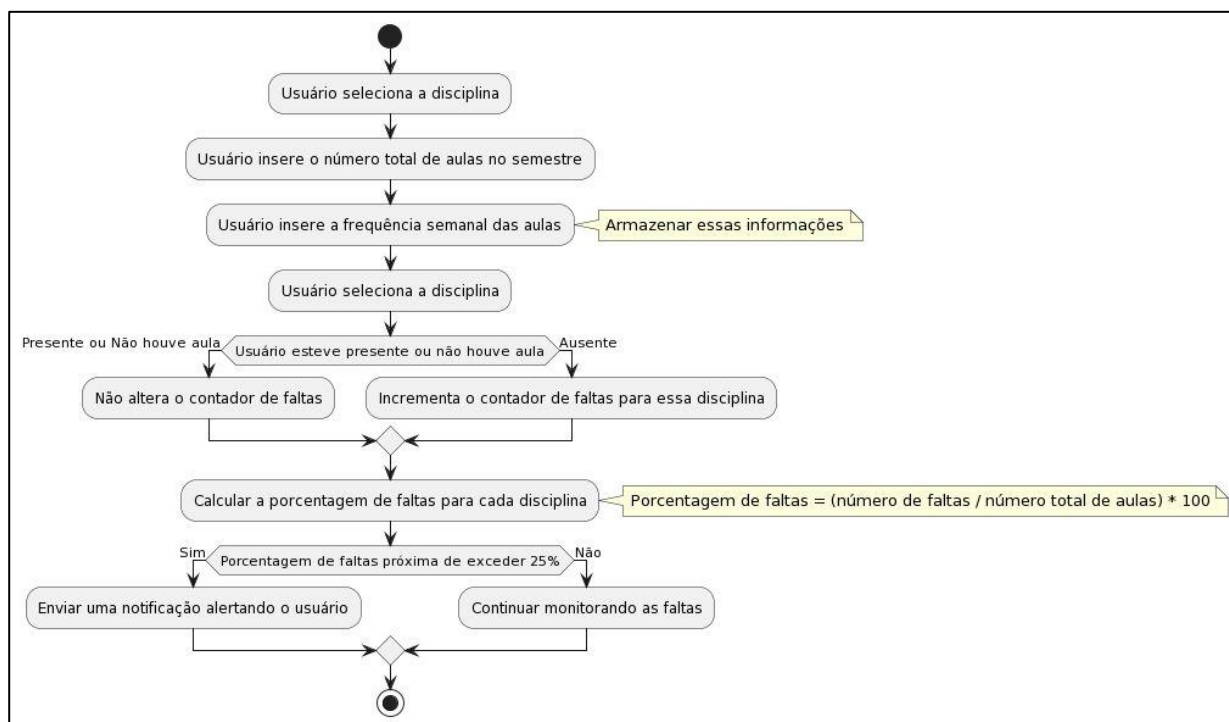 Usuário seleciona a disciplina
Usuário insere o número total de aulas no semestre
Usuário insere a frequência semanal das aulas
Armazenar essas informações
Usuário seleciona a disciplina
Presente ou Não houve aula
Usuário esteve presente ou não houve aula
Ausente
Não altera o contador de faltas
Incrementa o contador de faltas para essa disciplina
Calcular a porcentagem de faltas para cada disciplina
Porcentagem de faltas = (número de faltas / número total de aulas) * 100
Sim
Porcentagem de faltas próxima de exceder 25%
Não
Enviar uma notificação alertando o usuário
Continuar monitorando as faltas